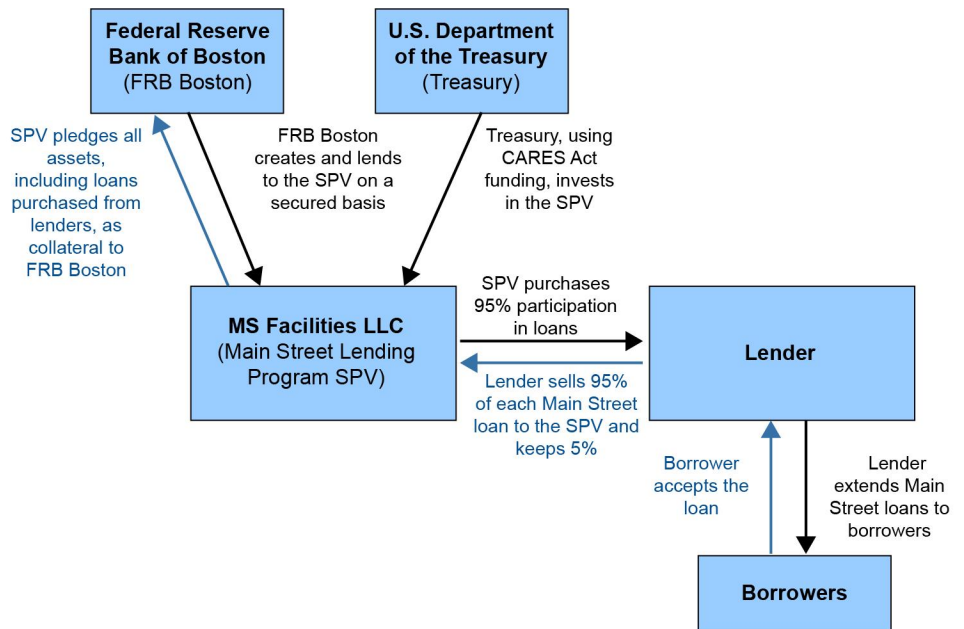 Federal Reserve
Bank of Boston
(FRB Boston)
U.S. Department
of the Treasury
(Treasury)
SPV pledges all
assets,
including loans
purchased from
lenders, as
collateral to
FRB Boston
FRB Boston
creates and lends
to the SPV on a
secured basis
Treasury, using
CARES Act
funding, invests
in the SPV
MS Facilities LLC
(Main Street Lending
Program SPV)
SPV purchases
95% participation
in loans
Lender sells 95%
of each Main Street
loan to the SPV and
keeps 5%
Lender
Borrower
accepts the
loan
Lender
extends Main
Street loans to
borrowers
Borrowers